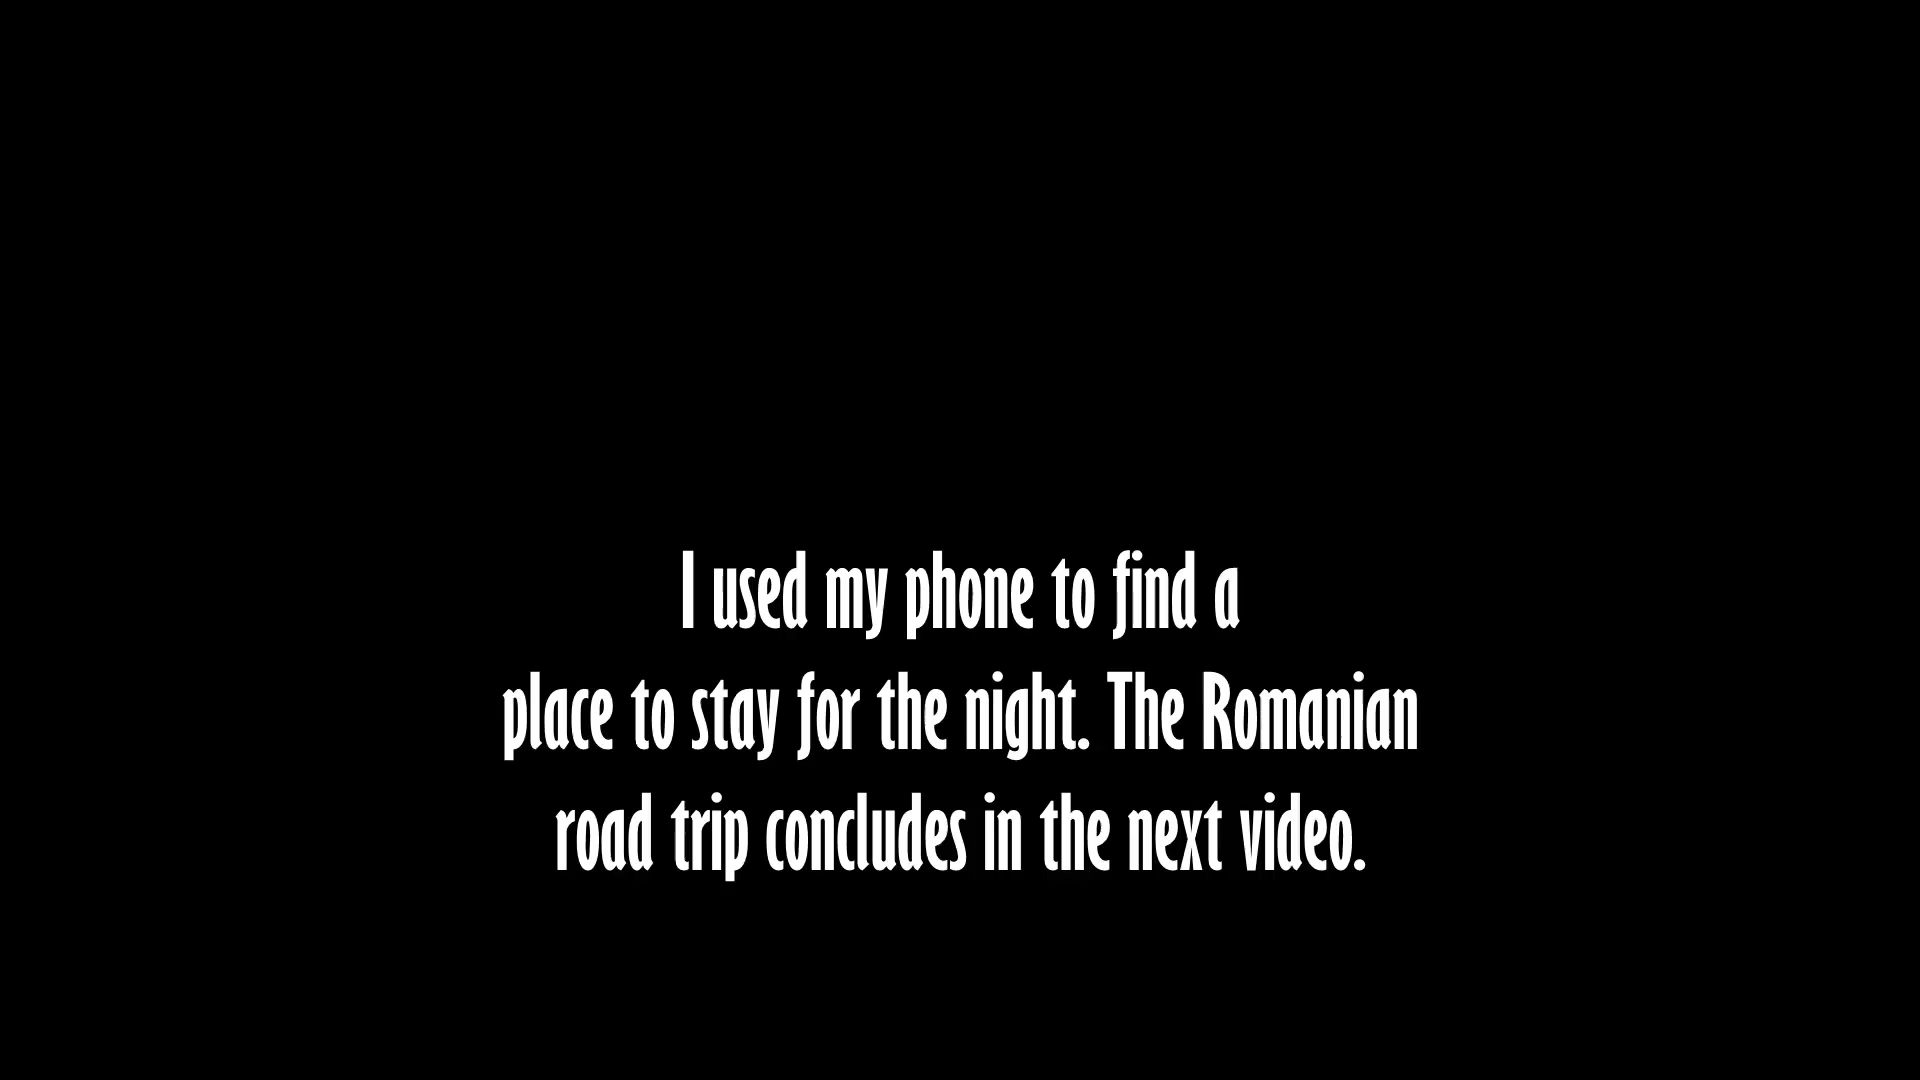 I used my phone to find a
place to stay for the night. The Romanian
road trip concludes in the next video.